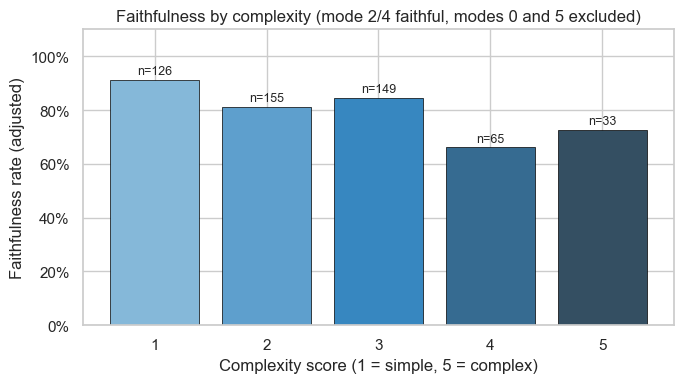 Faithfulness by complexity (mode 2/4 faithful, modes 0 and 5 excluded)
Faithfulness rate (adjusted)
100%
80%
60%
40%
20%
0%
n=126
n=155
n=149
n=65
n=33
1
2
3
4
5
Complexity score (1 = simple, 5 = complex)